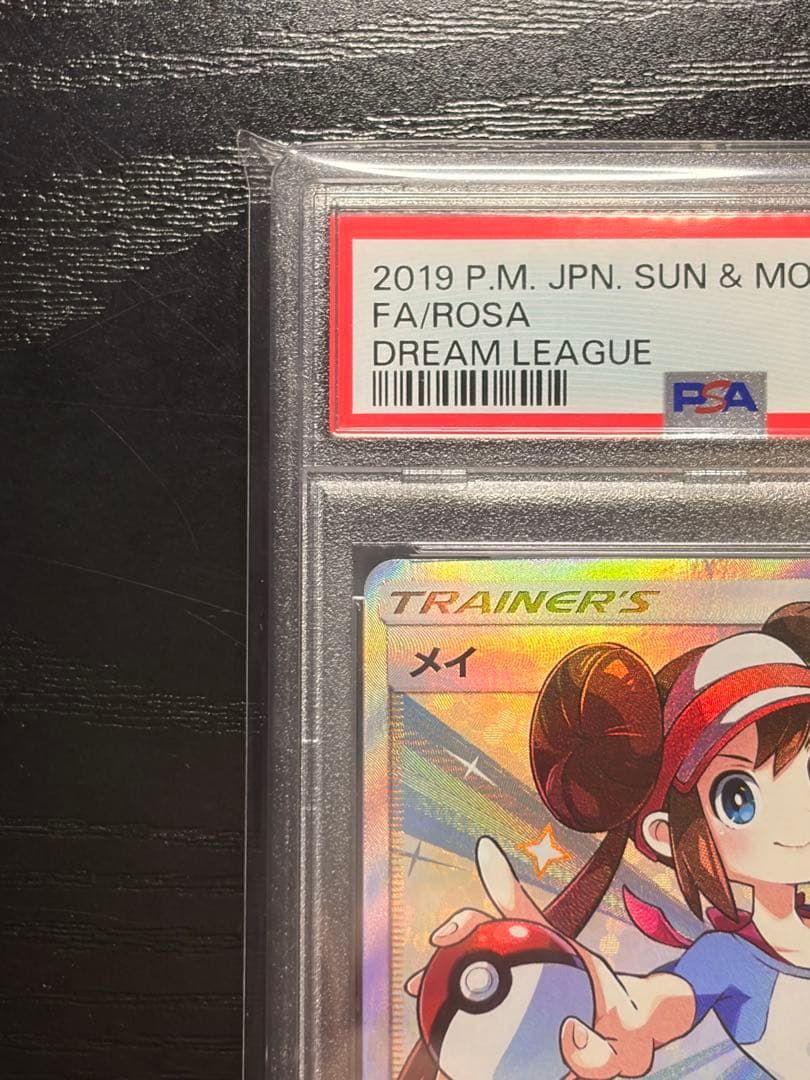 2019 P.M. JPN. SUN & MO
FA/ROSA
DREAM LEAGUE
PSA
TRAINER'S
メイ